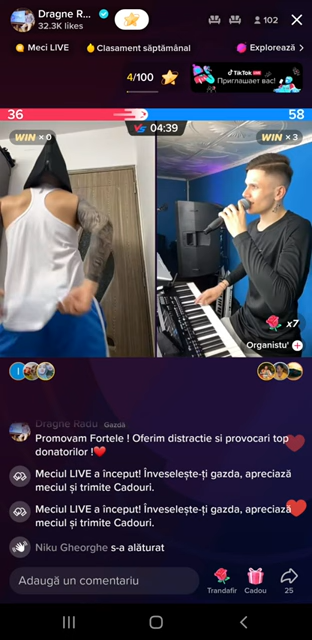 Dragne R...
32.3K likes
102
Meci LIVE
Clasament săptămânal
Explorează >
4/100
TikTok LIVE
Приглашает вас!
36
VS 04:39
58
WIN × 0
WIN × 3
x7
Organistu'
Dragne Radu Gazdă
Promovam Fortele ! Oferim distractie si provocari top
donatorilor !❤️
Meciul LIVE a început! Înveselește-ți gazda, apreciază
meciul și trimite Cadouri.
Meciul LIVE a început! Înveselește-ți gazda, apreciază
meciul și trimite Cadouri.
Niku Gheorghe s-a alăturat
Adaugă un comentariu
Trandafir
Cadou
25